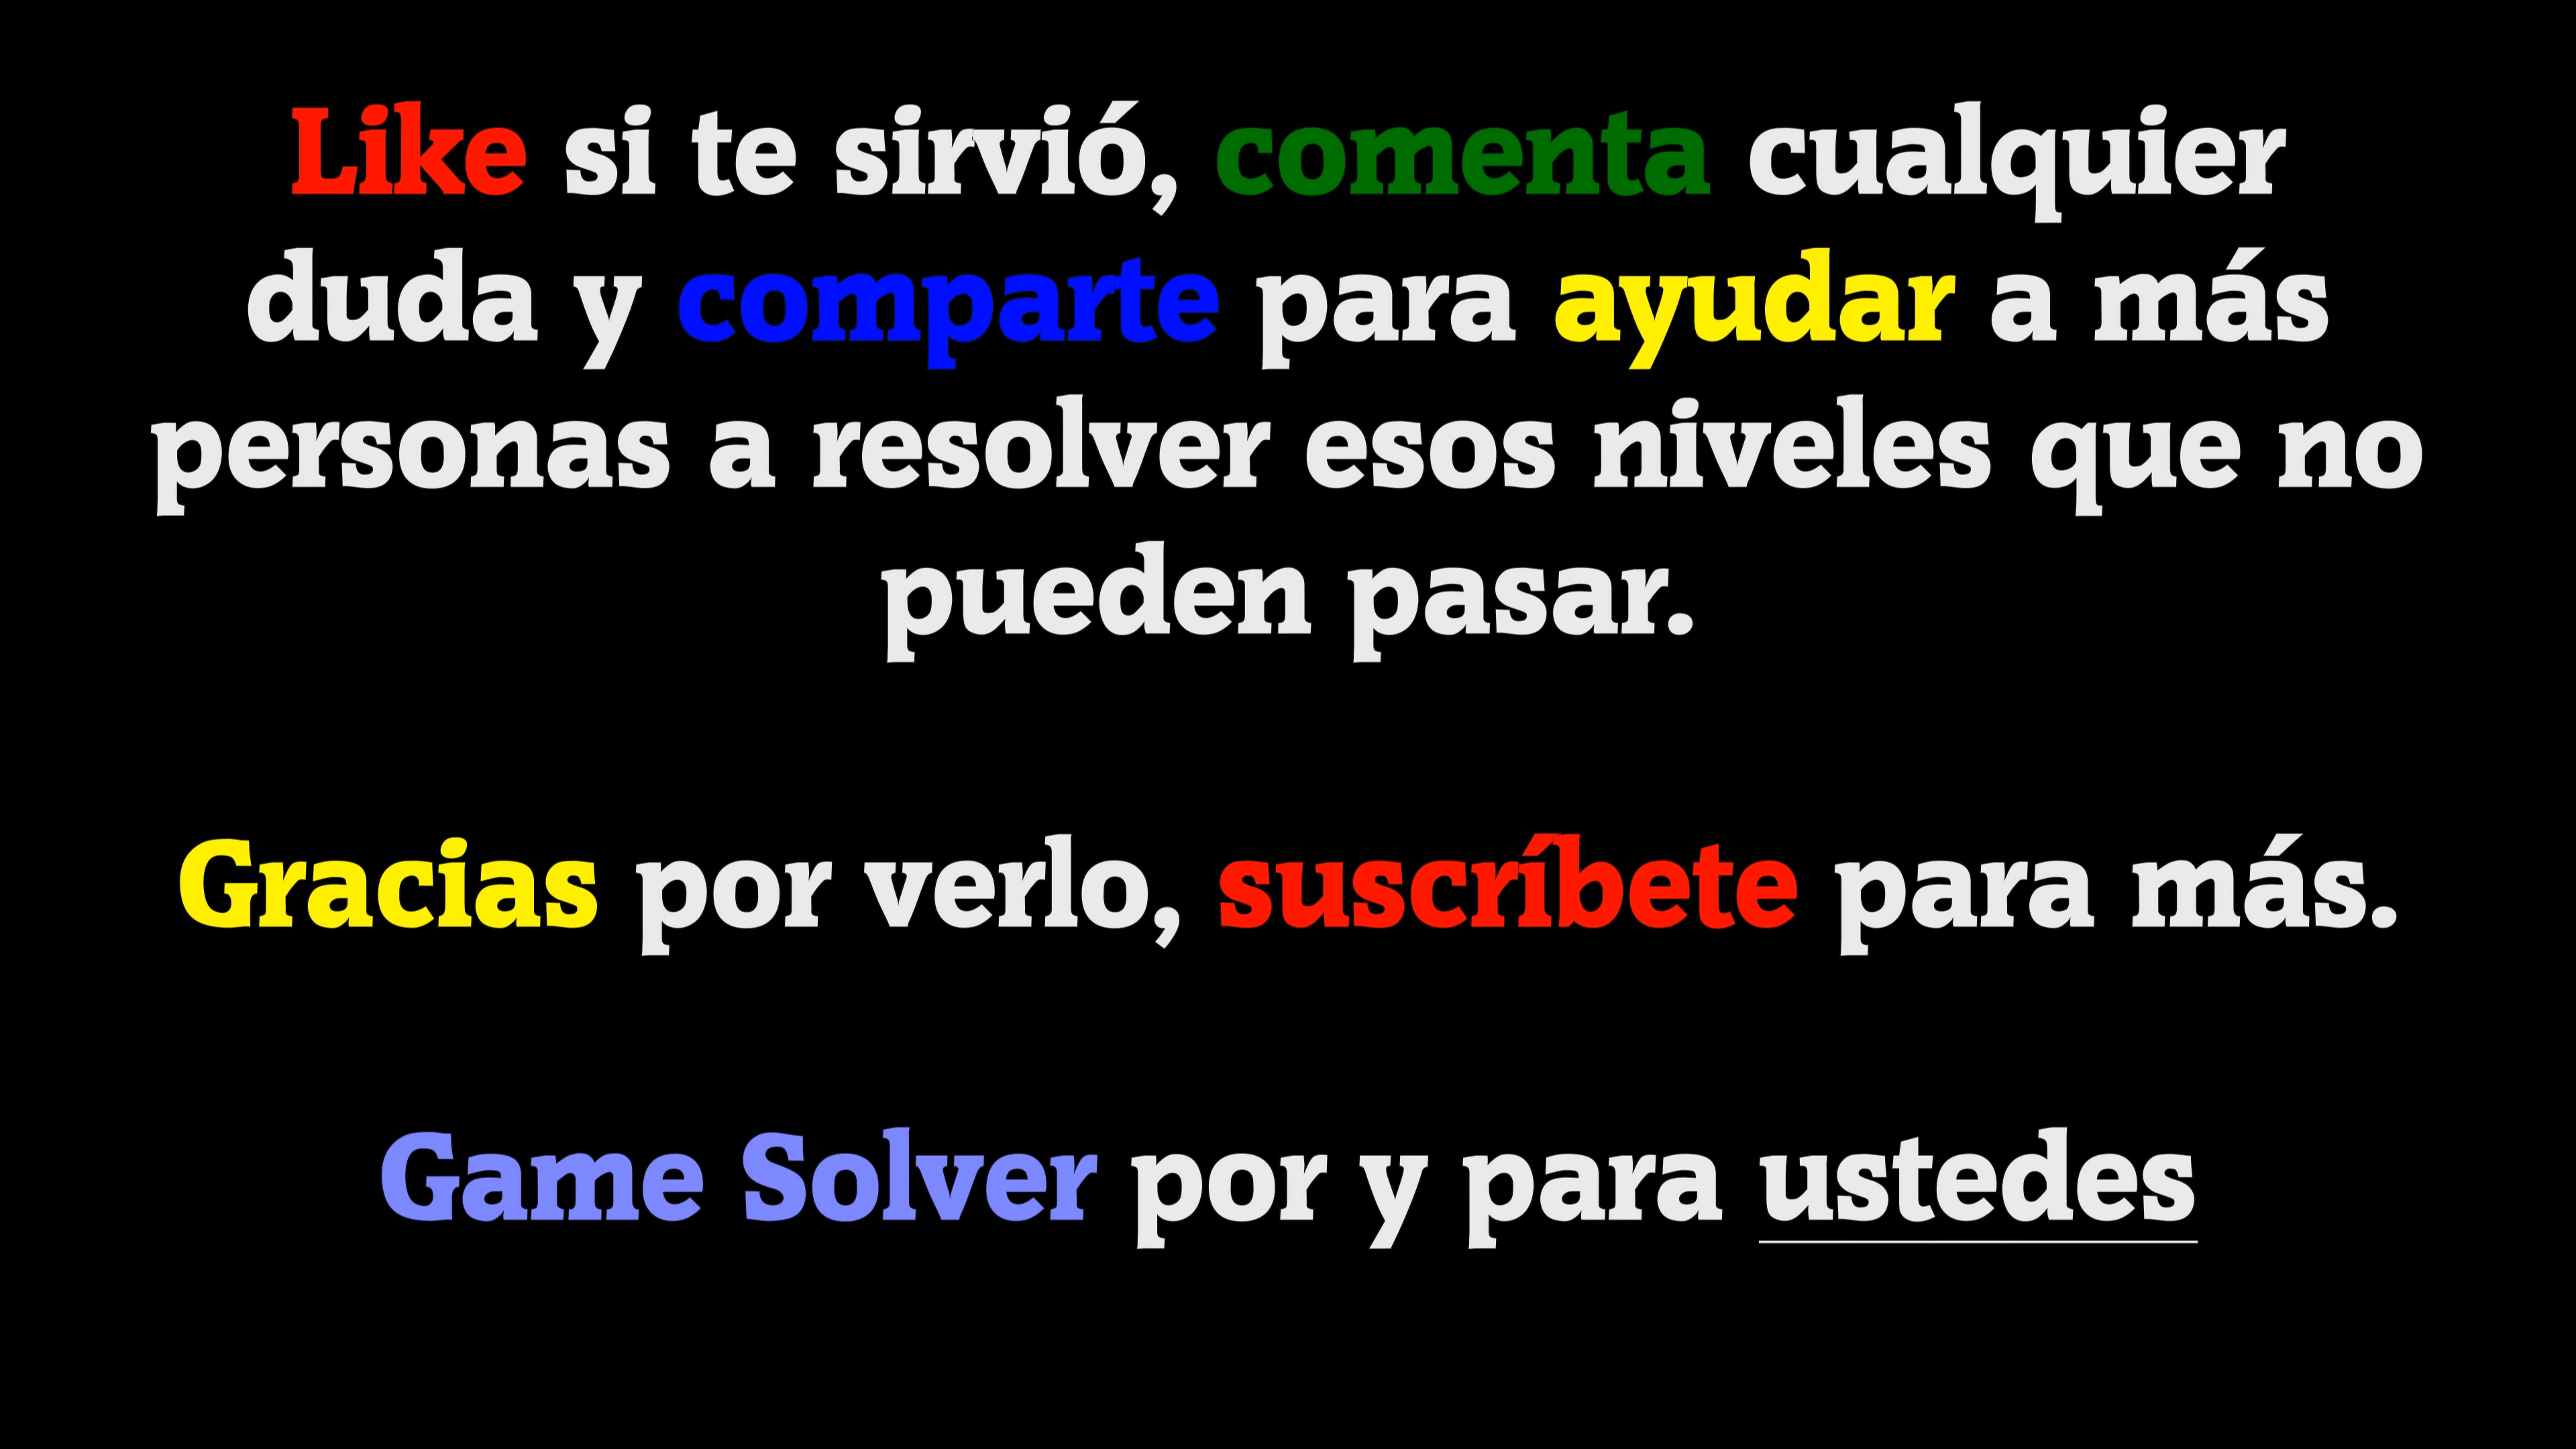 Like si te sirvió, comenta cualquier
duda y comparte para ayudar a más
personas a resolver esos niveles que no
pueden pasar.
Gracias por verlo, suscríbete para más.
Game Solver por y para ustedes